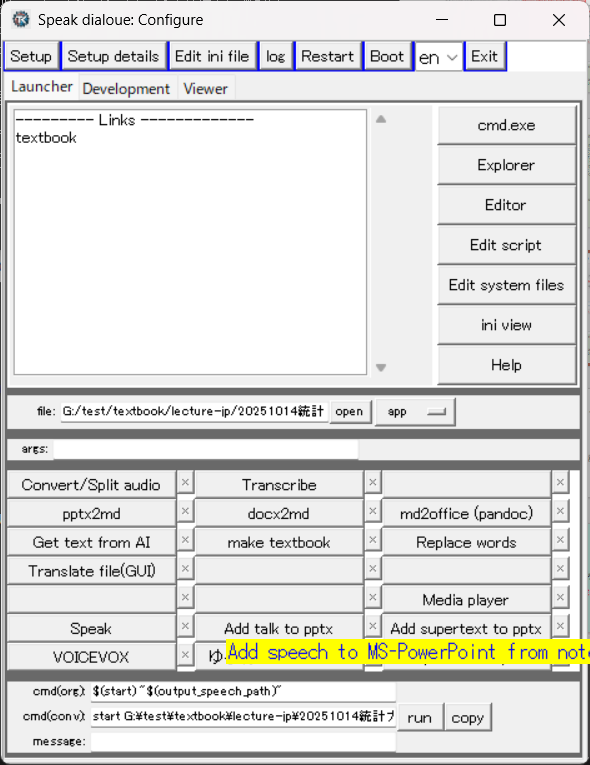 Speak dialoue: Configure
Setup Setup details Edit ini file log Restart Boot en Exit
Launcher Development Viewer
--------- Links -------------
textbook
cmd.exe
Explorer
Editor
Edit script
Edit system files
ini view
Help
file: G:/test/textbook/lecture-ip/20251014統計 open app
args:
Convert/Split audio × Transcribe × ×
pptx2md × docx2md × md2office (pandoc) ×
Get text from AI × make textbook × Replace words ×
Translate file(GUI) × × ×
× × Media player ×
Speak × Add talk to pptx × Add supertext to pptx ×
VOICEVOX × ゆ
Add speech to MS-PowerPoint from note
cmd(org): $(start) "$(output_speech_path)"
cmd(conv): start G:¥test¥textbook¥lecture-ip¥20251014統計 run copy
message: